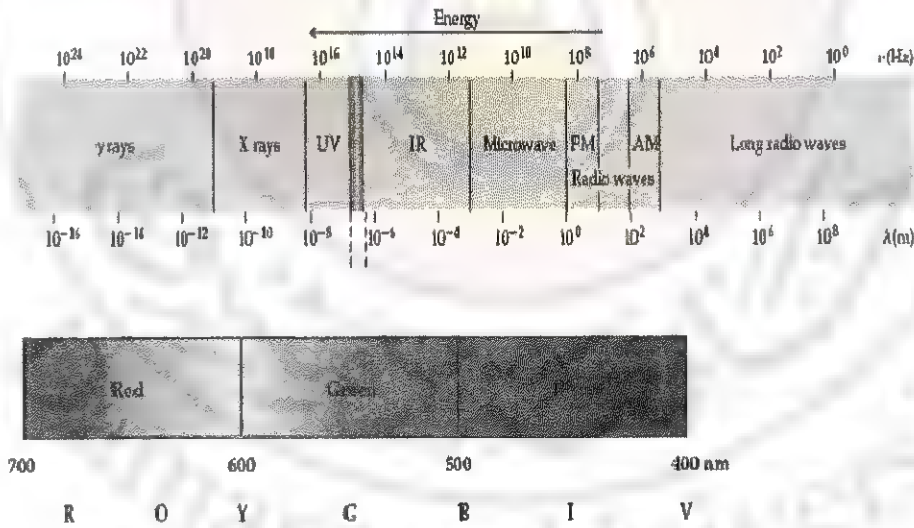 Energy
10²⁴ 10²² 10²⁰ 10¹⁸ 10¹⁶ 10¹⁴ 10¹² 10¹⁰ 10⁸ 10⁶ 10⁴ 10² 10⁰ ν(Hz)
γ rays X rays UV IR Microwave FM AM Long radio waves
Radio waves
10⁻¹⁶ 10⁻¹⁴ 10⁻¹² 10⁻¹⁰ 10⁻⁸ 10⁻⁶ 10⁻⁴ 10⁻² 10⁰ 10² 10⁴ 10⁶ 10⁸ λ(m)
Red Green
700 600 500 400 nm
R O Y G B I V